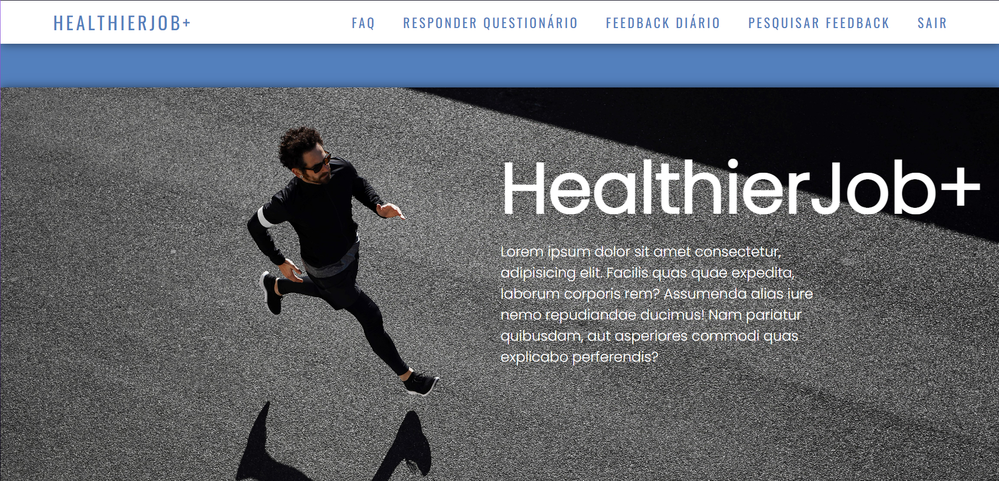 HEALTHIERJOB+
FAQ
RESPONDER QUESTIONÁRIO
FEEDBACK DIÁRIO
PESQUISAR FEEDBACK
SAIR
HealthierJob+
Lorem ipsum dolor sit amet consectetur,
adipisicing elit. Facilis quas quae expedita,
laborum corporis rem? Assumenda alias iure
nemo repudiandae ducimus! Nam pariatur
quibusdam, aut asperiores commodi quas
explicabo perferendis?